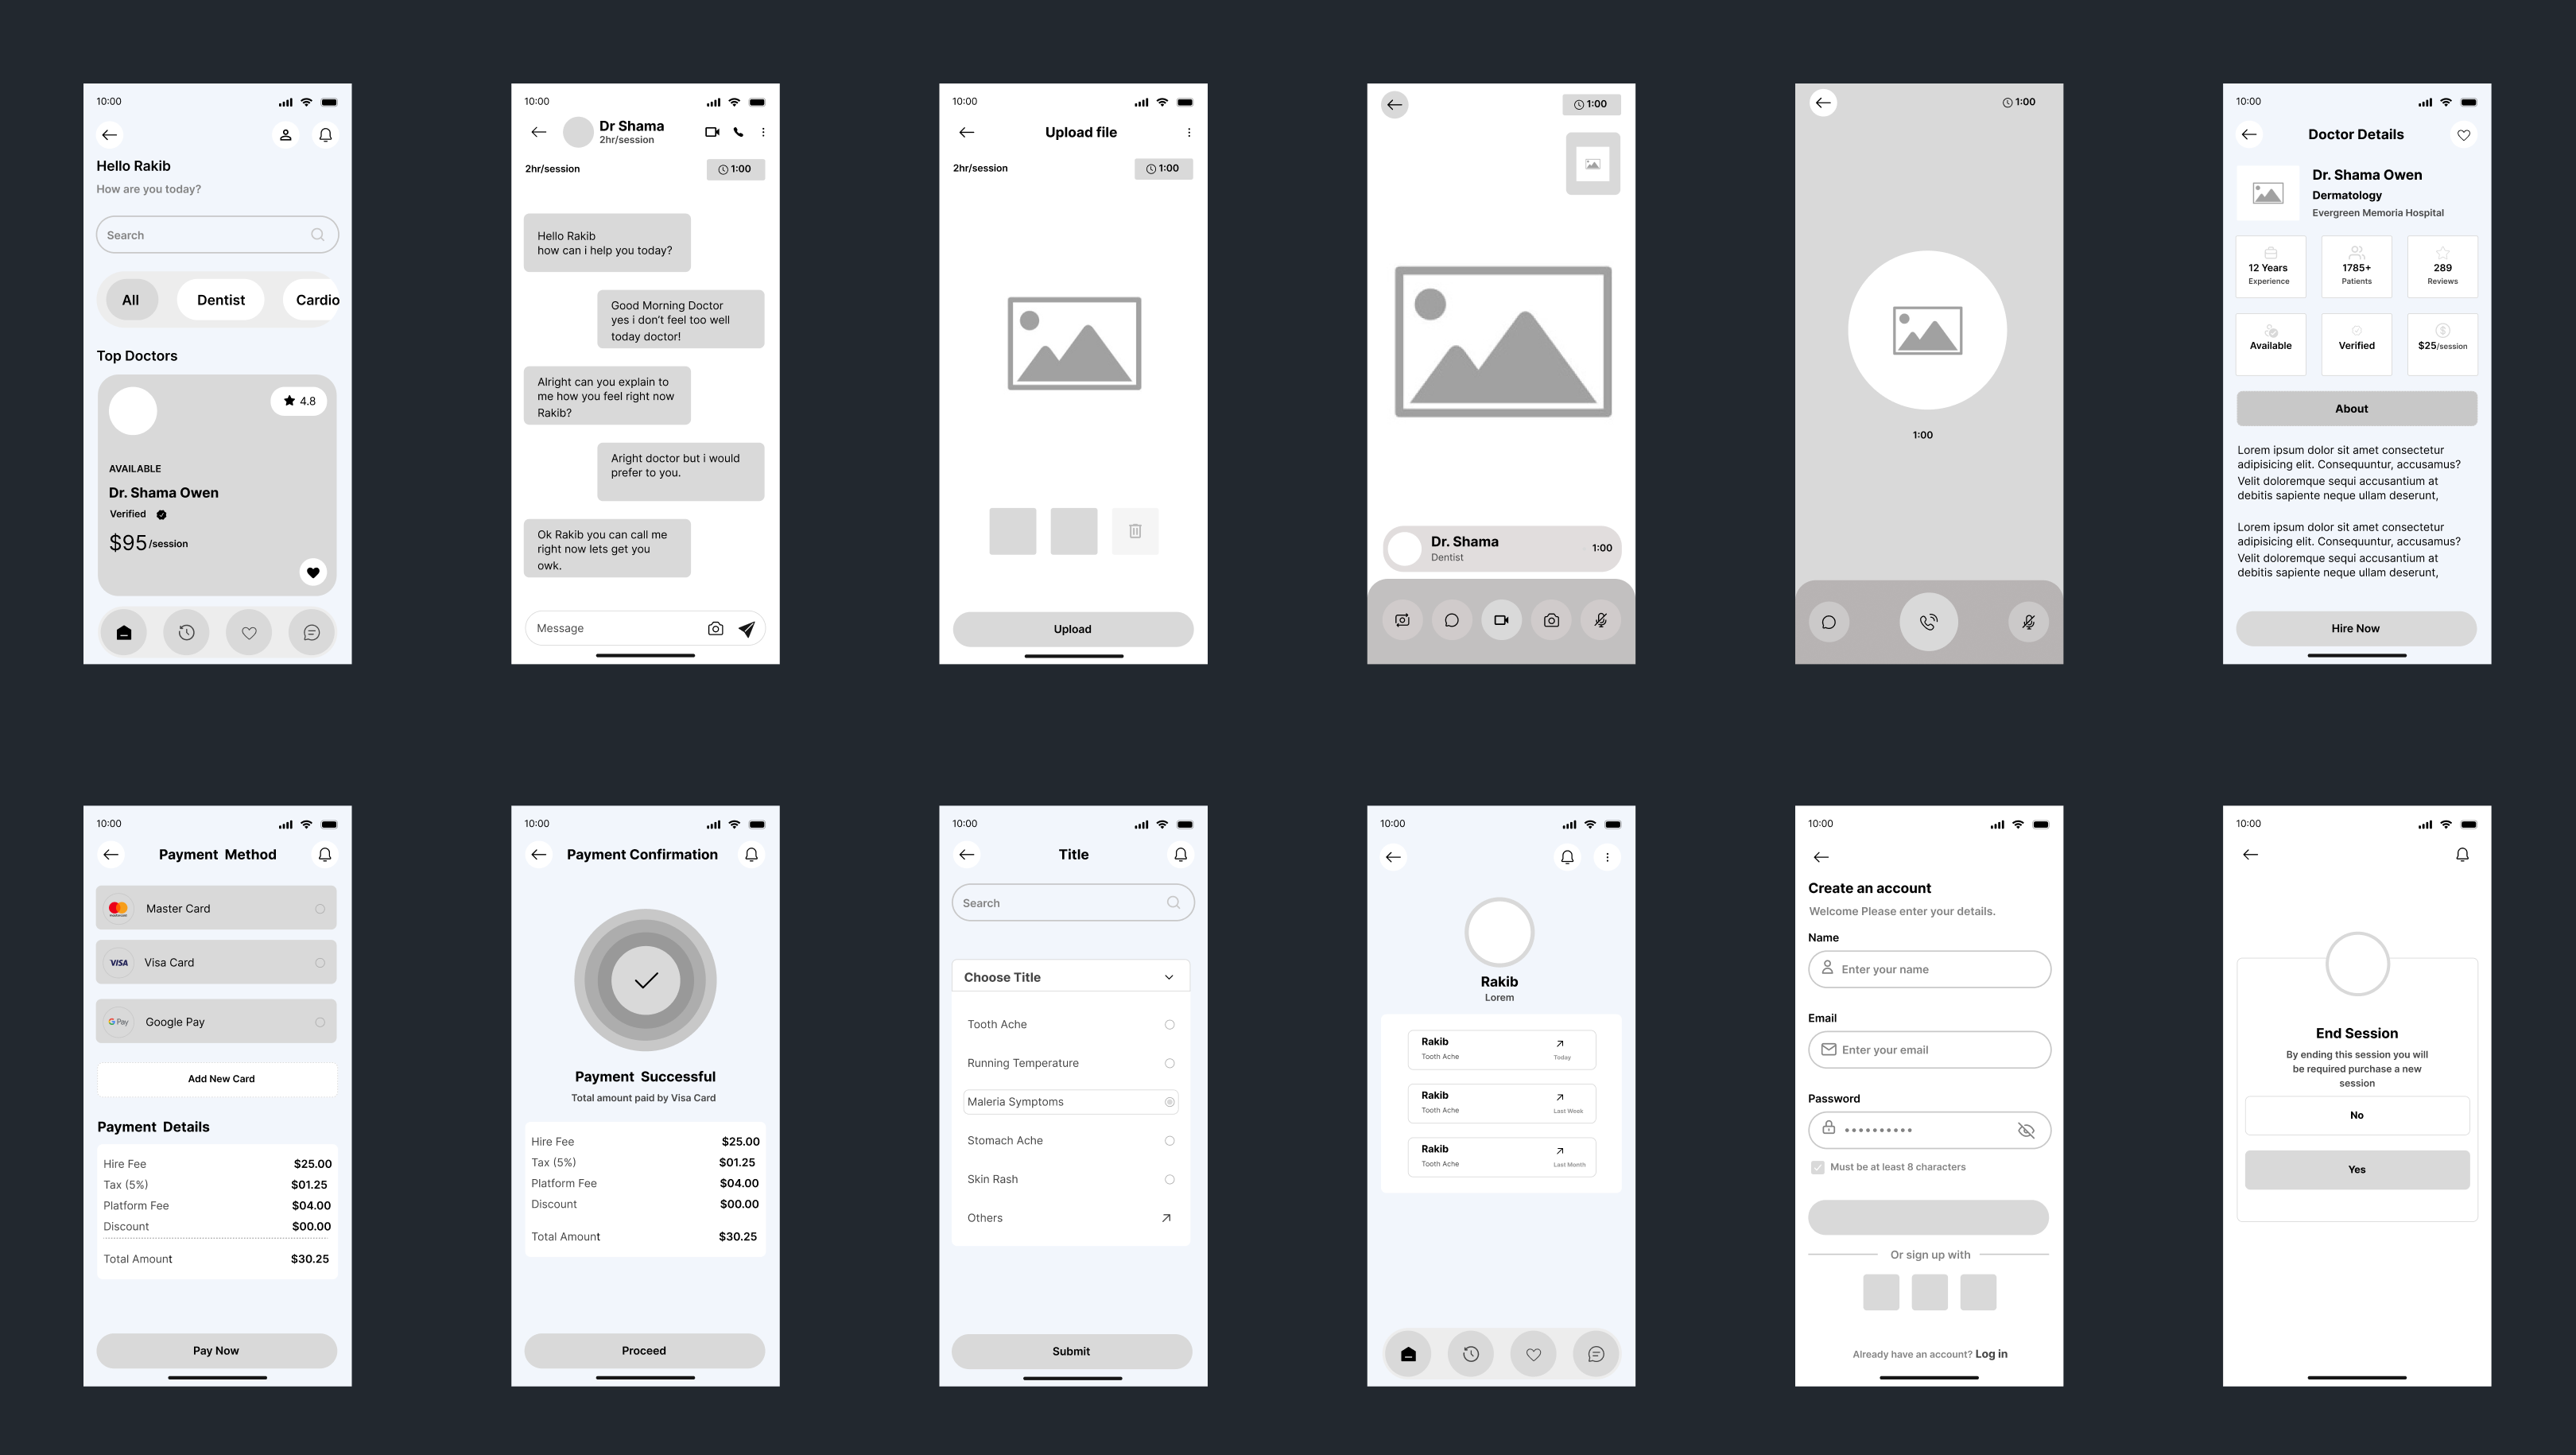 10:00
Hello Rakib
How are you today?
Search
All
Dentist
Cardio
Top Doctors
4.8
AVAILABLE
Dr. Shama Owen
Verified
$95/session
10:00
Dr Shama
2hr/session
2hr/session
1:00
Hello Rakib
how can i help you today?
Good Morning Doctor
yes i don't feel too well
today doctor!
Alright can you explain to
me how you feel right now
Rakib?
Aright doctor but i would
prefer to you.
Ok Rakib you can call me
right now lets get you
owk.
Message
10:00
Upload file
2hr/session
1:00
Upload
1:00
Dr. Shama
Dentist
1:00
1:00
1:00
10:00
Doctor Details
Dr. Shama Owen
Dermatology
Evergreen Memoria Hospital
12 Years
Experience
1785+
Patients
289
Reviews
Available
Verified
$25/session
About
Lorem ipsum dolor sit amet consectetur
adipisicing elit. Consequuntur, accusamus?
Velit doloremque sequi accusantium at
debitis sapiente neque ullam deserunt,
Lorem ipsum dolor sit amet consectetur
adipisicing elit. Consequuntur, accusamus?
Velit doloremque sequi accusantium at
debitis sapiente neque ullam deserunt,
Hire Now
10:00
Payment Method
Master Card
VISA
Visa Card
G Pay
Google Pay
Add New Card
Payment Details
Hire Fee $25.00
Tax (5%) $01.25
Platform Fee $04.00
Discount $00.00
Total Amount $30.25
Pay Now
10:00
Payment Confirmation
Payment Successful
Total amount paid by Visa Card
Hire Fee $25.00
Tax (5%) $01.25
Platform Fee $04.00
Discount $00.00
Total Amount $30.25
Proceed
10:00
Title
Search
Choose Title
Tooth Ache
Running Temperature
Maleria Symptoms
Stomach Ache
Skin Rash
Others
Submit
10:00
Rakib
Lorem
Rakib
Tooth Ache
Today
Rakib
Tooth Ache
Last Week
Rakib
Tooth Ache
Last Month
10:00
Create an account
Welcome Please enter your details.
Name
Enter your name
Email
Enter your email
Password
Must be at least 8 characters
Or sign up with
Already have an account? Log in
10:00
End Session
By ending this session you will
be required purchase a new
session
No
Yes